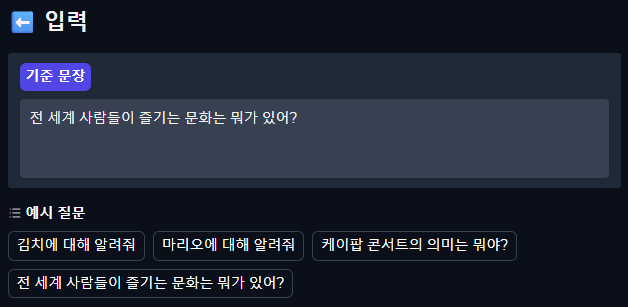 입력
기준 문장
전 세계 사람들이 즐기는 문화는 뭐가 있어?
예시 질문
김치에 대해 알려줘 마리오에 대해 알려줘 케이팝 콘서트의 의미는 뭐야?
전 세계 사람들이 즐기는 문화는 뭐가 있어?